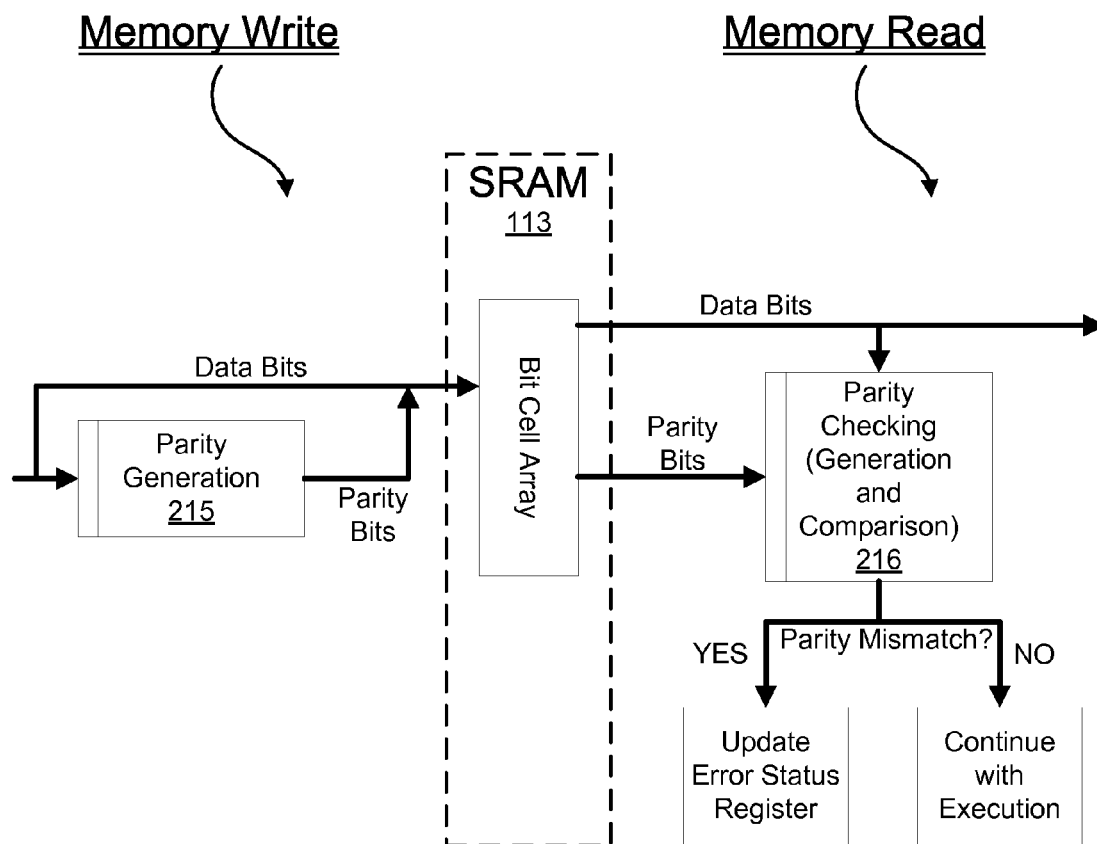 Memory Write
Memory Read
SRAM
113
Data Bits
Data Bits
Bit Cell Array
Parity
Generation
215
Parity
Bits
Parity
Bits
Parity
Checking
(Generation
and
Comparison)
216
Parity Mismatch?
YES
NO
Update
Error Status
Register
Continue
with
Execution